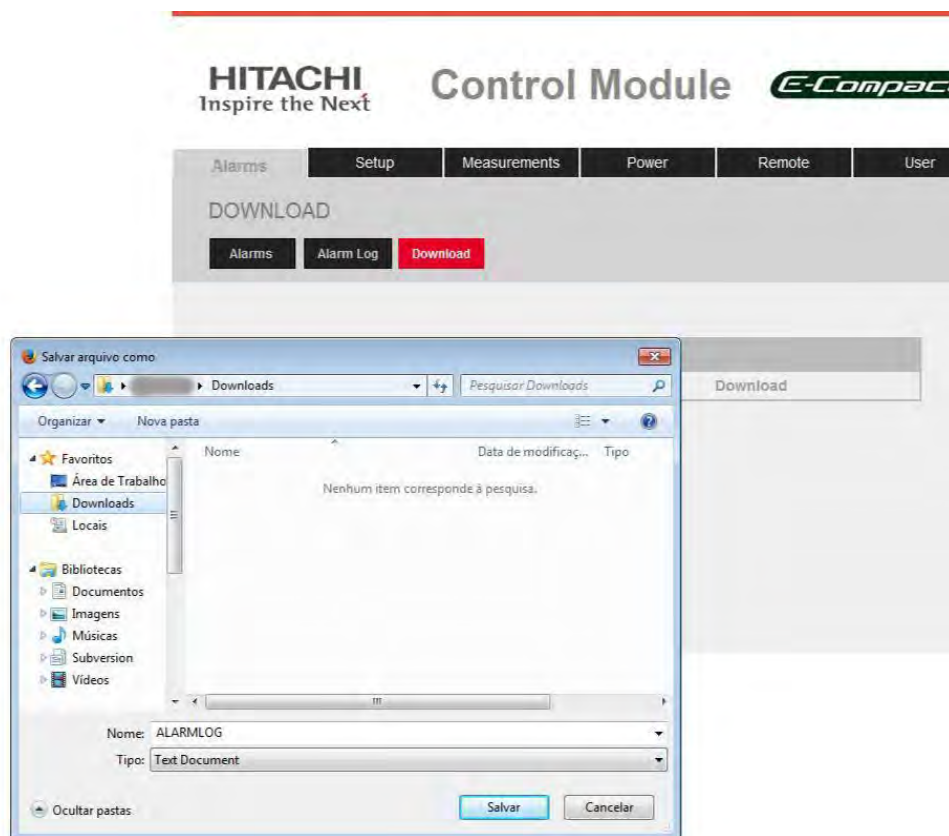 HITACHI
Inspire the Next
Control Module
E-Compac
Alarms Setup Measurements Power Remote User
DOWNLOAD
Alarms Alarm Log Download
Download
Salvar arquivo como
Downloads
Pesquisar Downloads
Organizar Nova pasta
Nome Data de modificaç... Tipo
Nenhum item corresponde à pesquisa.
Favoritos
Área de Trabalho
Downloads
Locais
Bibliotecas
Documentos
Imagens
Músicas
Subversion
Vídeos
Nome: ALARMLOG
Tipo: Text Document
Ocultar pastas
Salvar Cancelar